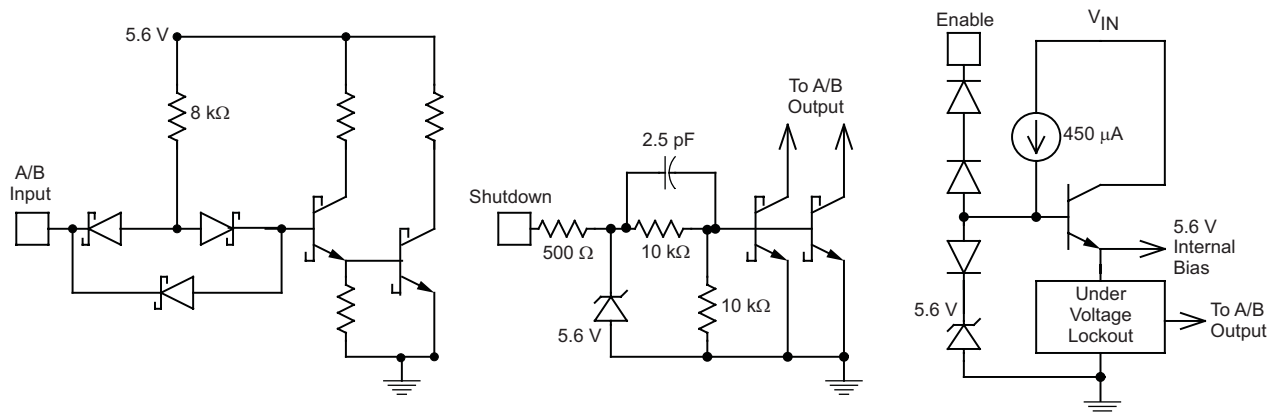 5.6 V
8 kΩ
A/B
Input
Shutdown
500 Ω
2.5 pF
10 kΩ
10 kΩ
5.6 V
To A/B
Output
Enable
V_IN
450 μA
5.6 V
Internal
Bias
5.6 V
Under
Voltage
Lockout
To A/B
Output